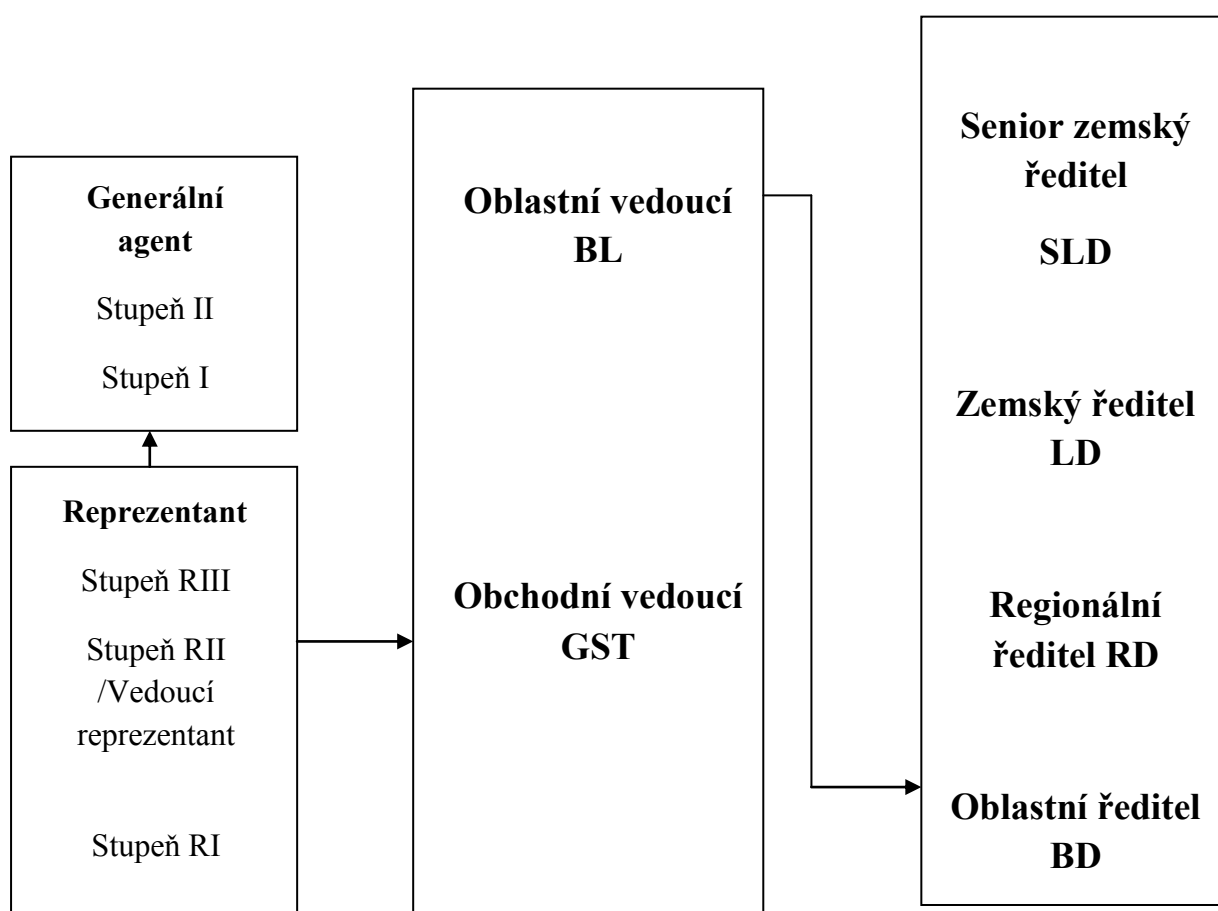 Generální
agent
Stupeň II
Stupeň I
Reprezentant
Stupeň RIII
Stupeň RII
/Vedoucí
reprezentant
Stupeň RI
Oblastní vedoucí
BL
Obchodní vedoucí
GST
Senior zemský
ředitel
SLD
Zemský ředitel
LD
Regionální
ředitel RD
Oblastní ředitel
BD